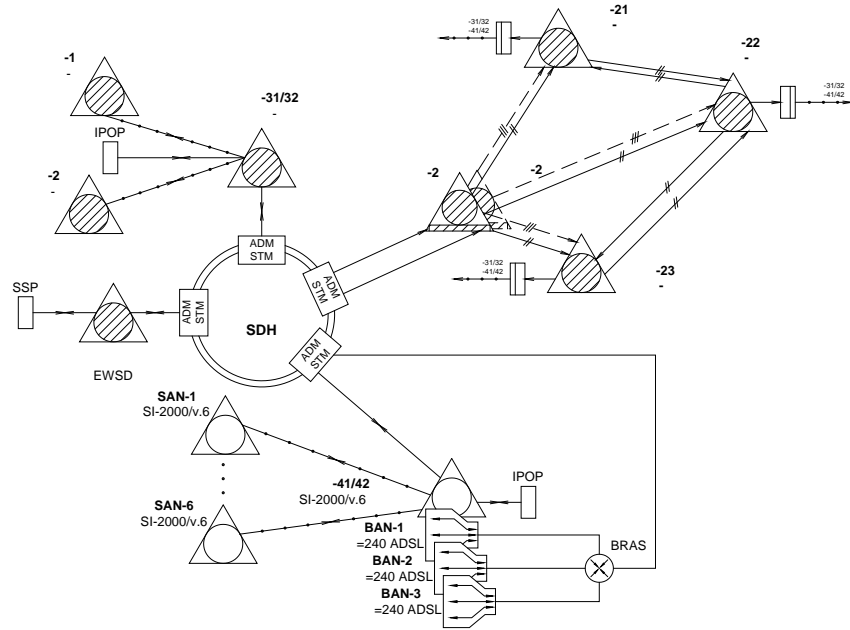 -21
-
-31/32
-41/42
-22
-
-31/32
-41/42
-1
-
-31/32
-
IPOP
-2
-
-2
-2
-31/32
-41/42
-23
-
ADM
STM
ADM
STM
ADM
STM
ADM
STM
SDH
SSP
EWSD
SAN-1
SI-2000/v.6
-41/42
SI-2000/v.6
IPOP
SAN-6
SI-2000/v.6
BAN-1
=240 ADSL
BAN-2
=240 ADSL
BAN-3
=240 ADSL
BRAS